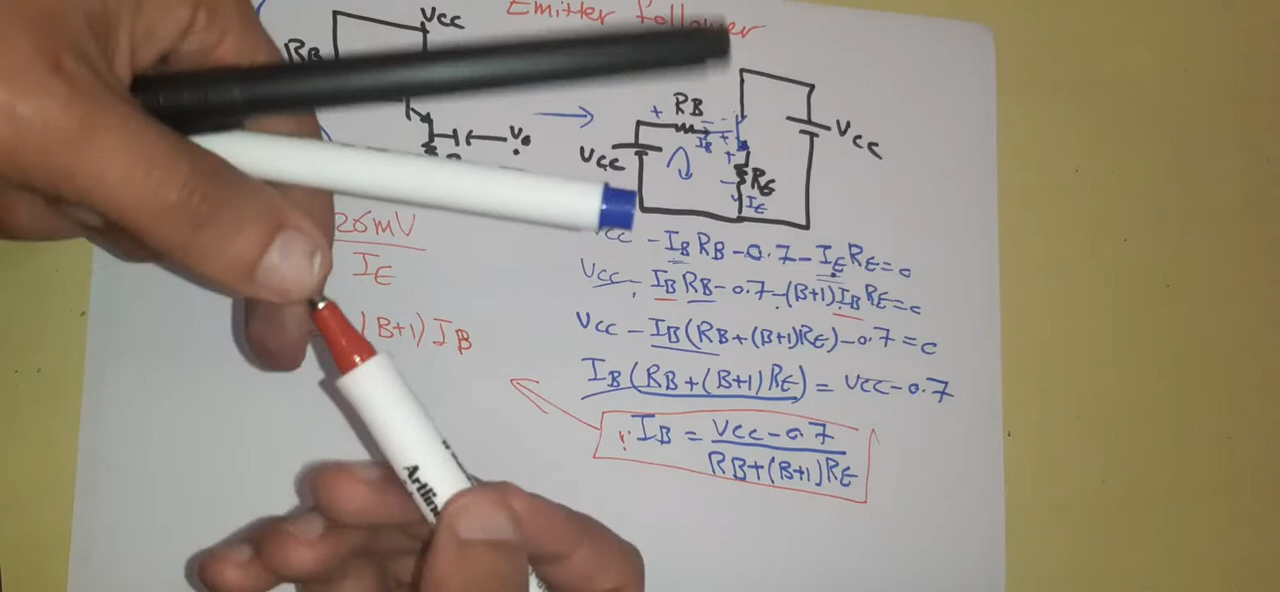 Emitter follower
VCC
RB
Vo
RB
+
- -
IB
+
+
-
VCC
VCC
RE
IE
26mV
IE
(B+1) IB
VCC - IB RB - 0.7 - IE RE = 0
VCC - IB RB - 0.7 - (B+1) IB RE = 0
VCC - IB (RB + (B+1) RE) - 0.7 = 0
IB (RB + (B+1) RE) = VCC - 0.7
IB = VCC - 0.7
RB + (B+1) RE
Artline